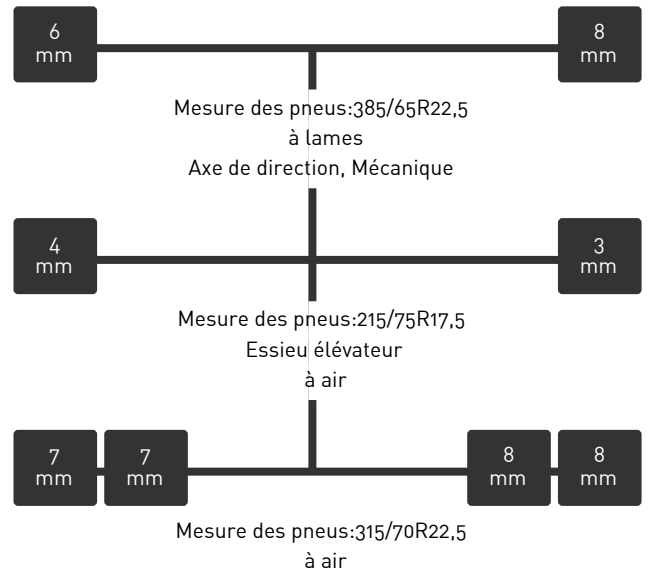 6 mm
8 mm
Mesure des pneus:385/65R22,5
à lames
Axe de direction, Mécanique
4 mm
3 mm
Mesure des pneus:215/75R17,5
Essieu élévateur
à air
7 mm
7 mm
8 mm
8 mm
Mesure des pneus:315/70R22,5
à air